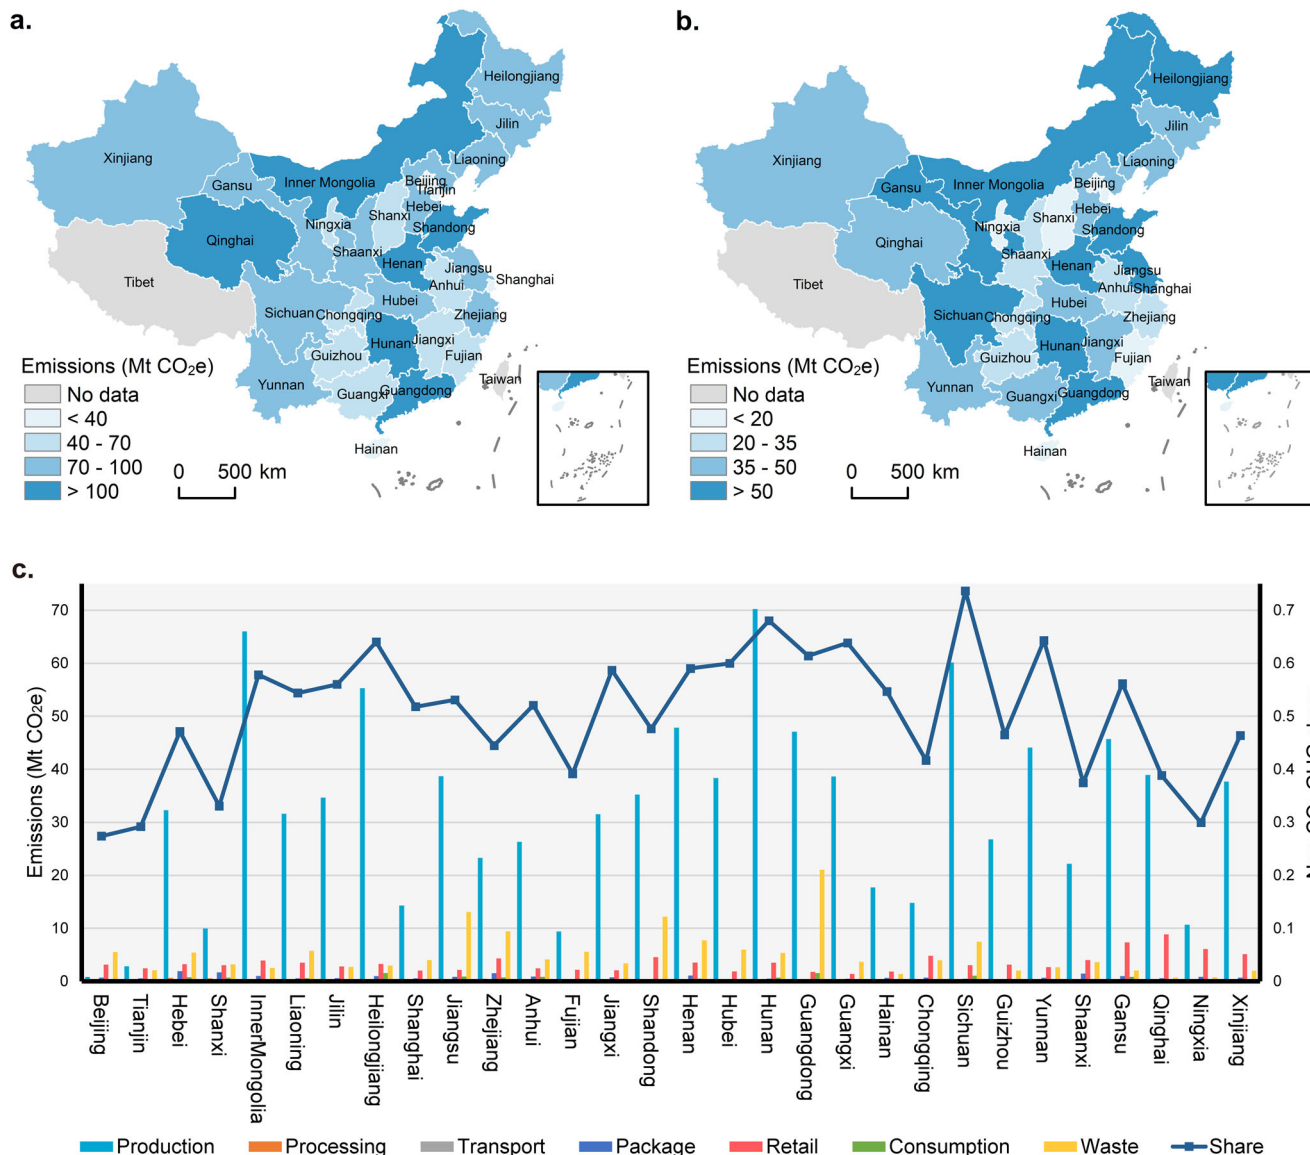 a.
Heilongjiang
Jilin
Liaoning
Xinjiang
Gansu
Inner Mongolia
Beijing
Tianjin
Hebei
Shanxi
Ningxia
Shandong
Qinghai
Shaanxi
Henan
Jiangsu
Tibet
Anhui
Shanghai
Hubei
Sichuan
Chongqing
Zhejiang
Hunan
Jiangxi
Guizhou
Fujian
Yunnan
Guangxi
Guangdong
Taiwan
Hainan
Emissions (Mt CO₂e)
No data
< 40
40 - 70
70 - 100
> 100
0 500 km
b.
Heilongjiang
Jilin
Liaoning
Xinjiang
Gansu
Inner Mongolia
Beijing
Hebei
Shanxi
Ningxia
Shandong
Qinghai
Shaanxi
Henan
Jiangsu
Tibet
Anhui
Shanghai
Hubei
Sichuan
Chongqing
Zhejiang
Hunan
Jiangxi
Guizhou
Fujian
Yunnan
Guangxi
Guangdong
Taiwan
Hainan
Emissions (Mt CO₂e)
No data
< 20
20 - 35
35 - 50
> 50
0 500 km
c.
Emissions (Mt CO₂e)
70
60
50
40
30
20
10
0
0.7
0.6
0.5
0.4
0.3
0.2
0.1
0
Beijing
Tianjin
Hebei
Shanxi
InnerMongolia
Liaoning
Jilin
Heilongjiang
Shanghai
Jiangsu
Zhejiang
Anhui
Fujian
Jiangxi
Shandong
Henan
Hubei
Hunan
Guangdong
Guangxi
Hainan
Chongqing
Sichuan
Guizhou
Yunnan
Shaanxi
Gansu
Qinghai
Ningxia
Xinjiang
Production Processing Transport Package Retail Consumption Waste Share